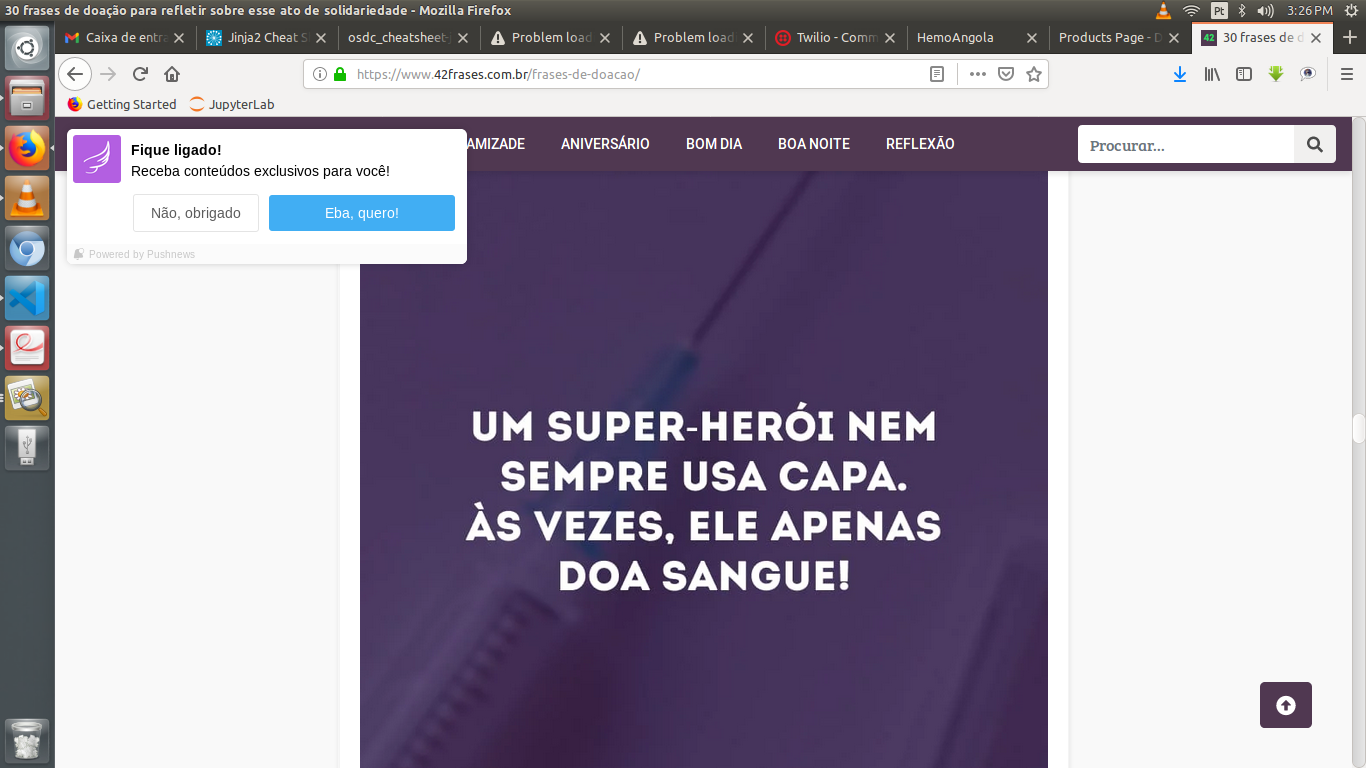 30 frases de doação para refletir sobre esse ato de solidariedade - Mozilla Firefox
Pt
3:26 PM
Caixa de entra
Jinja2 Cheat S
osdc_cheatsheet-
Problem load
Problem load
Twilio - Comm
HemoAngola
Products Page - D
42
30 frases de d
https://www.42frases.com.br/frases-de-doacao/
Getting Started
JupyterLab
AMIZADE
ANIVERSÁRIO
BOM DIA
BOA NOITE
REFLEXÃO
Procurar...
Fique ligado!
Receba conteúdos exclusivos para você!
Não, obrigado
Eba, quero!
Powered by Pushnews
UM SUPER-HERÓI NEM
SEMPRE USA CAPA.
ÀS VEZES, ELE APENAS
DOA SANGUE!